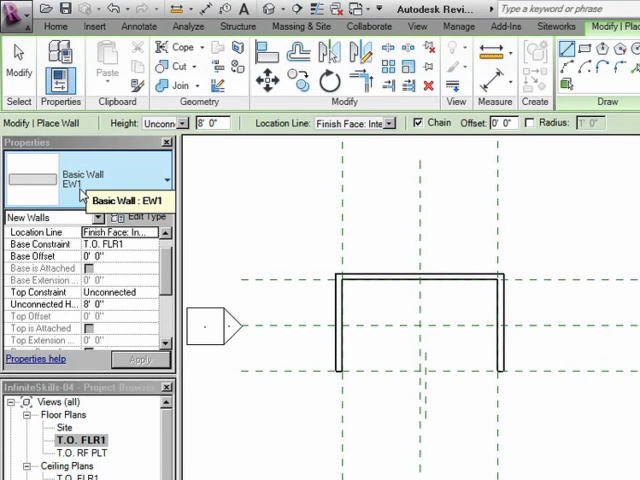 Autodesk Revi...
Type a keyword or phrase
Home Insert Annotate Analyze Structure Massing & Site Collaborate View Manage Add-Ins Siteworks Modify | Pla
Modify
Cope
Cut
Join
Paste
Select Properties Clipboard Geometry Modify View Measure Create Draw
Modify | Place Wall Height: Unconn 8' 0" Location Line: Finish Face: Inte Chain Offset: 0' 0" Radius: 1' 0"
Properties
Basic Wall
EW1
Basic Wall : EW1
New Walls Edit Type
Location Line Finish Face: In...
Base Constraint T.O. FLR1
Base Offset 0' 0"
Base is Attached
Base Extension ... 0' 0"
Top Constraint Unconnected
Unconnected H... 8' 0"
Top Offset 0' 0"
Top is Attached
Top Extension ... 0' 0"
Properties help Apply
InfiniteSkills-04 - Project Browser
Views (all)
Floor Plans
Site
T.O. FLR1
T.O. RF PLT
Ceiling Plans
T.O. FLR1